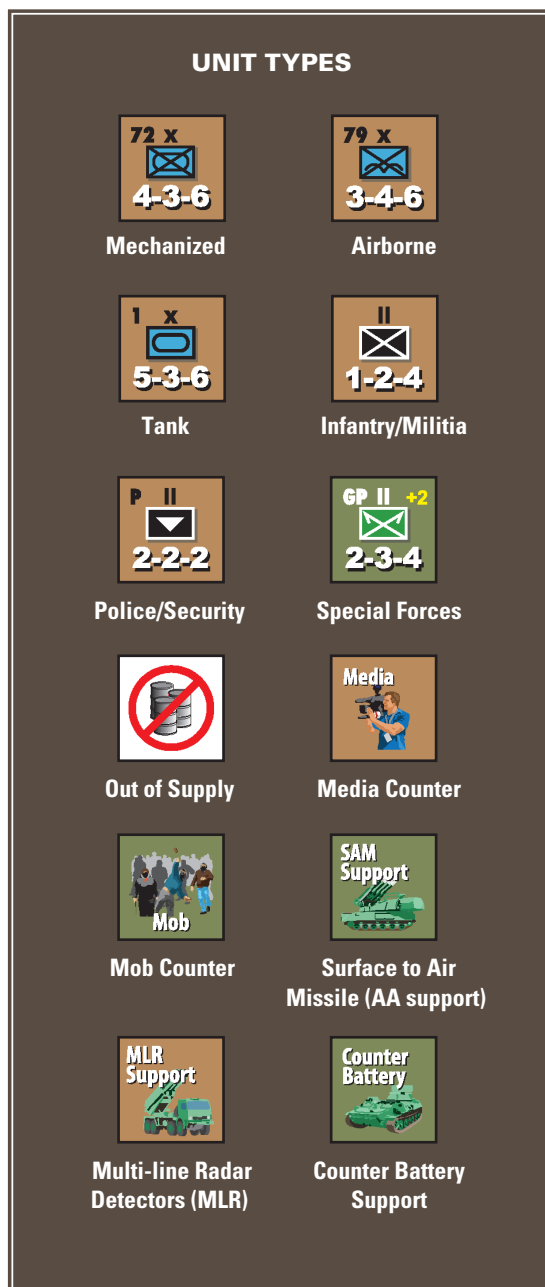 UNIT TYPES
72 x
4-3-6
Mechanized
79 x
3-4-6
Airborne
1 x
5-3-6
Tank
II
1-2-4
Infantry/Militia
P II
2-2-2
Police/Security
GP II +2
2-3-4
Special Forces
Out of Supply
Media
Media Counter
Mob
Mob Counter
SAM
Support
Surface to Air
Missile (AA support)
MLR
Support
Multi-line Radar
Detectors (MLR)
Counter
Battery
Counter Battery
Support